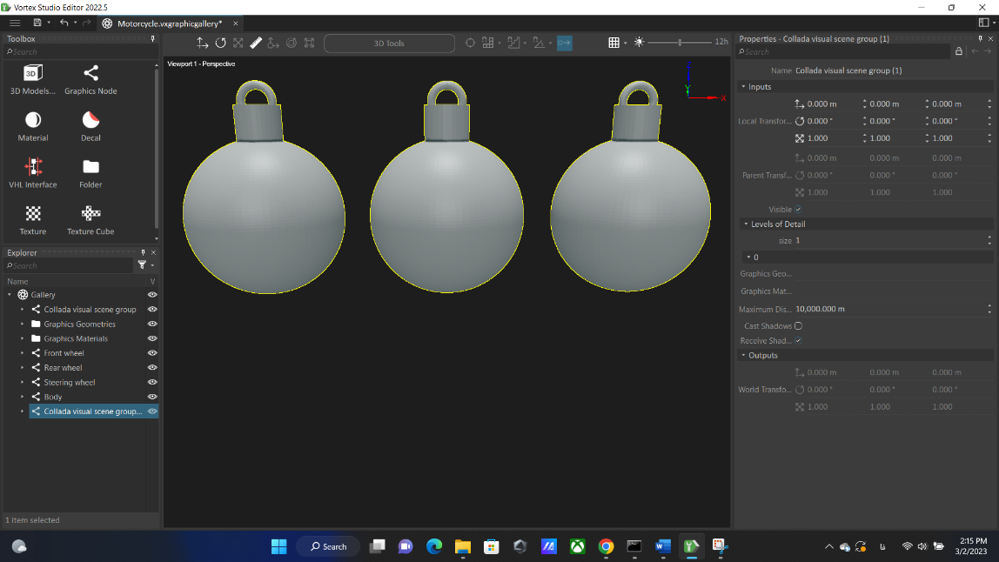 Vortex Studio Editor 2022.5
Motorcycle.vxgraphicgallery*
Toolbox
Search
3D
3D Models...
Graphics Node
Material
Decal
VHL Interface
Folder
Texture
Texture Cube
Explorer
Search
Name V
Gallery
Collada visual scene group
Graphics Geometries
Graphics Materials
Front wheel
Rear wheel
Steering wheel
Body
Collada visual scene group...
1 Item selected
3D Tools
12h
Viewport 1 - Perspective
Z
Y
X
Properties - Collada visual scene group (1)
Search
Name Collada visual scene group (1)
Inputs
0.000 m 0.000 m 0.000 m
Local Transfor... 0.000 ° 0.000 ° 0.000 °
1.000 1.000 1.000
0.000 m 0.000 m 0.000 m
Parent Transf... 0.000 ° 0.000 ° 0.000 °
1.000 1.000 1.000
Visible
Levels of Detail
size 1
0
Graphics Geo...
Graphics Mat...
Maximum Dis... 10,000.000 m
Cast Shadows
Receive Shad...
Outputs
0.000 m 0.000 m 0.000 m
World Transfo... 0.000 ° 0.000 ° 0.000 °
1.000 1.000 1.000
Search
فا
2:15 PM
3/2/2023